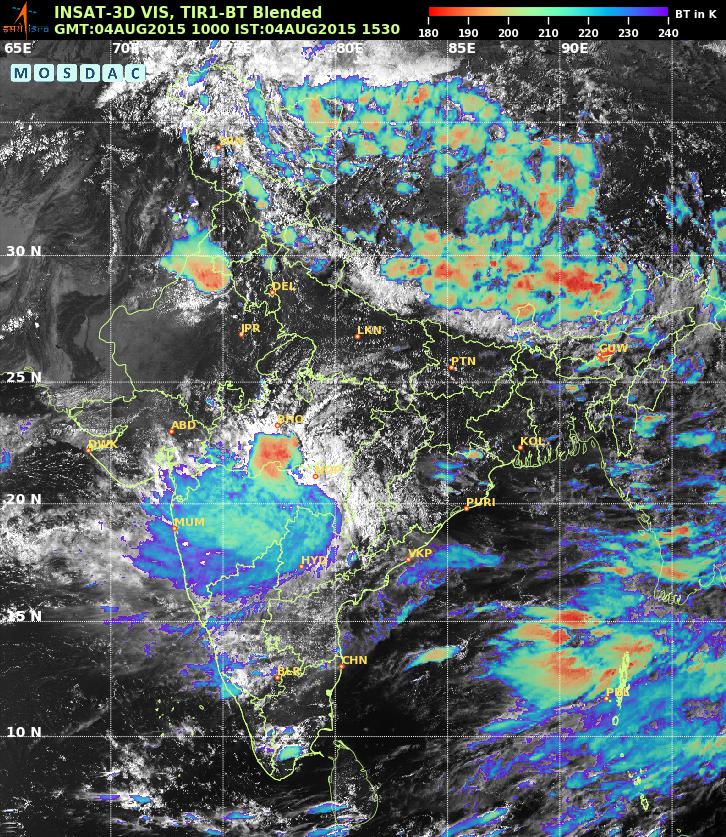 INSAT-3D VIS, TIR1-BT Blended
GMT:04AUG2015 1000 IST:04AUG2015 1530
BT in K
180 190 200 210 220 230 240
65E 70E 75E 80E 85E 90E
MOSDAC
30 N
DEL
JPR
LKN
GUW
PTN
25 N
BHO
ABD
DWK
KOL
NGP
20 N
PURI
MUM
VKP
HYD
15 N
CHN
BLR
PBL
10 N